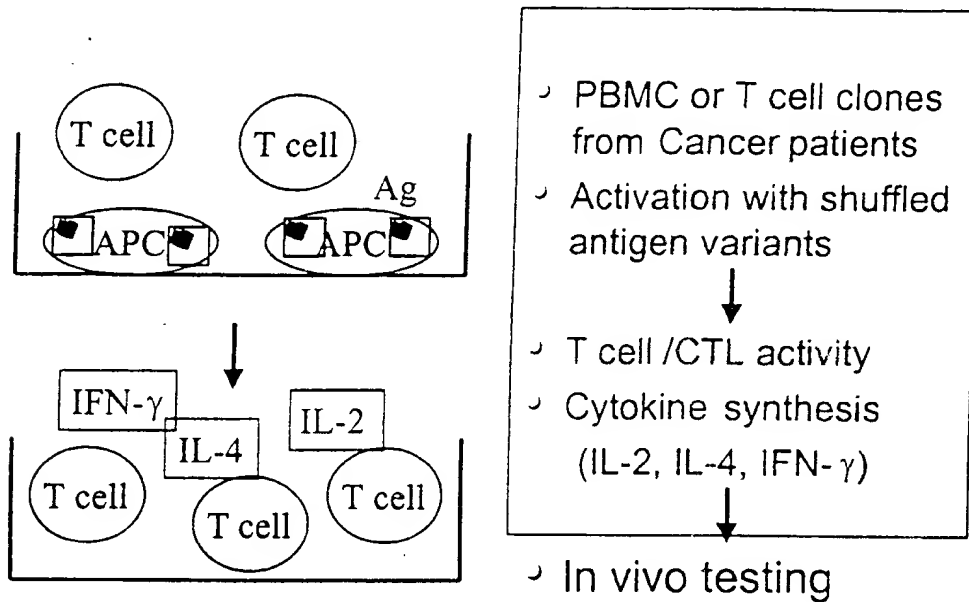 T cell
T cell
Ag
APC
APC
IFN-γ
IL-4
IL-2
T cell
T cell
T cell
PBMC or T cell clones
from Cancer patients
Activation with shuffled
antigen variants
T cell /CTL activity
Cytokine synthesis
(IL-2, IL-4, IFN- γ)
In vivo testing